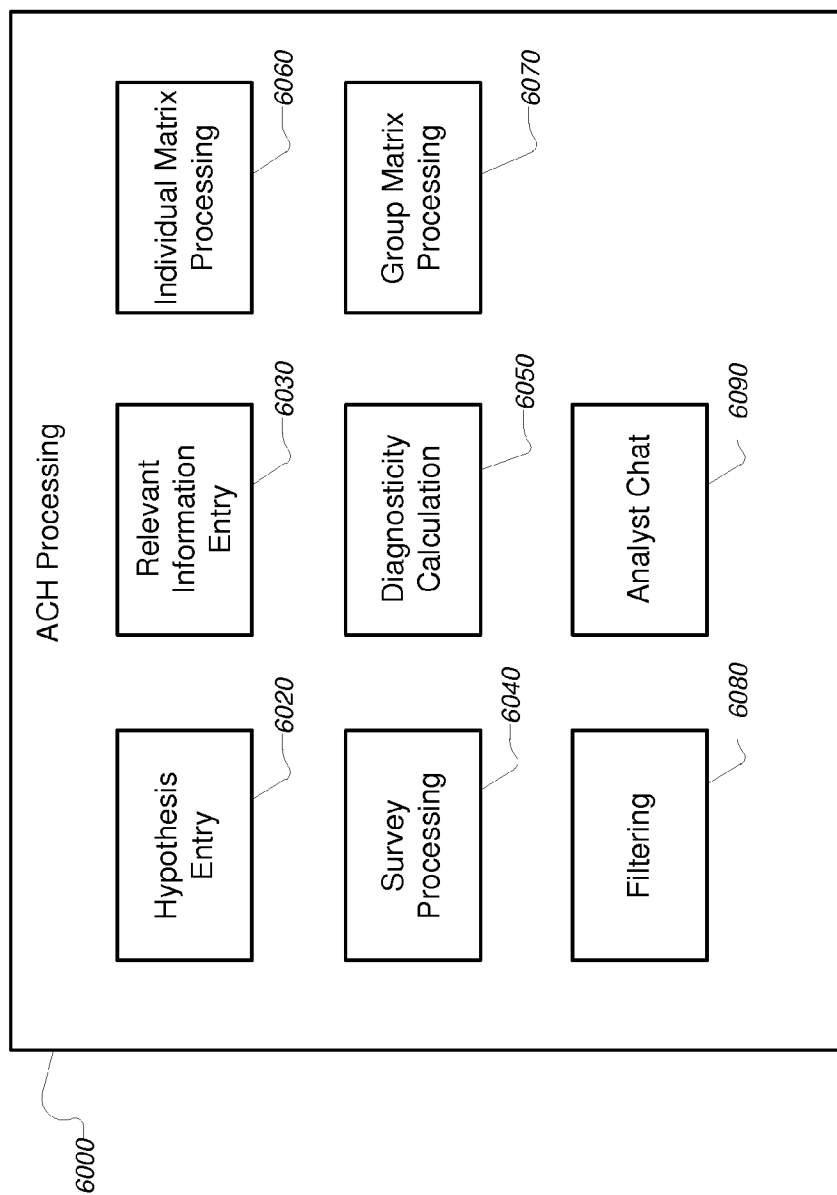 ACH Processing
Hypothesis
Entry
6020
Relevant
Information
Entry
6030
Individual Matrix
Processing
6060
Survey
Processing
6040
Diagnosticity
Calculation
6050
Group Matrix
Processing
6070
Filtering
6080
Analyst Chat
6090
6000